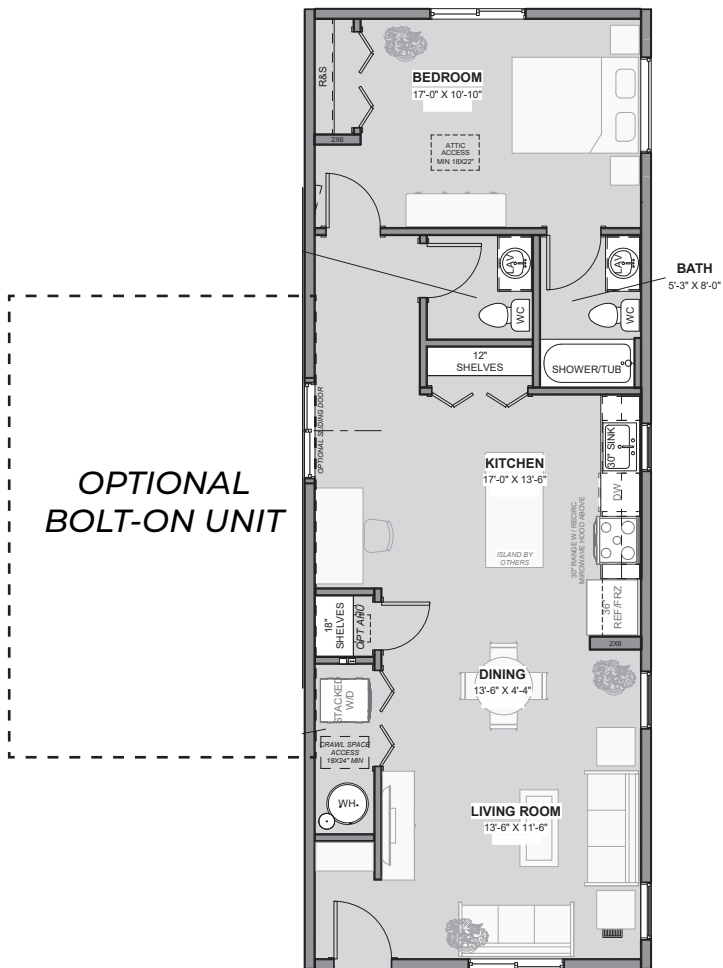 R&S
BEDROOM
17'-0" X 10'-10"
2X6
ATTIC
ACCESS
MIN 18X22"
LAV
WC
LAV
WC
BATH
5'-3" X 8'-0"
12"
SHELVES
SHOWER/TUB
OPTIONAL SLIDING DOOR
OPTIONAL
BOLT-ON UNIT
KITCHEN
17'-0" X 13'-6"
30" SINK
DW
ISLAND BY
OTHERS
30" RANGE W / RECIRC
MIROWAVE HOOD ABOVE
36"
REF/FRZ
2X8
18"
SHELVES
OPT AHU
DINING
13'-6" X 4'-4"
STACKED
W/D
CRAWL SPACE
ACCESS
18X24" MIN
WH
LIVING ROOM
13'-6" X 11'-6"